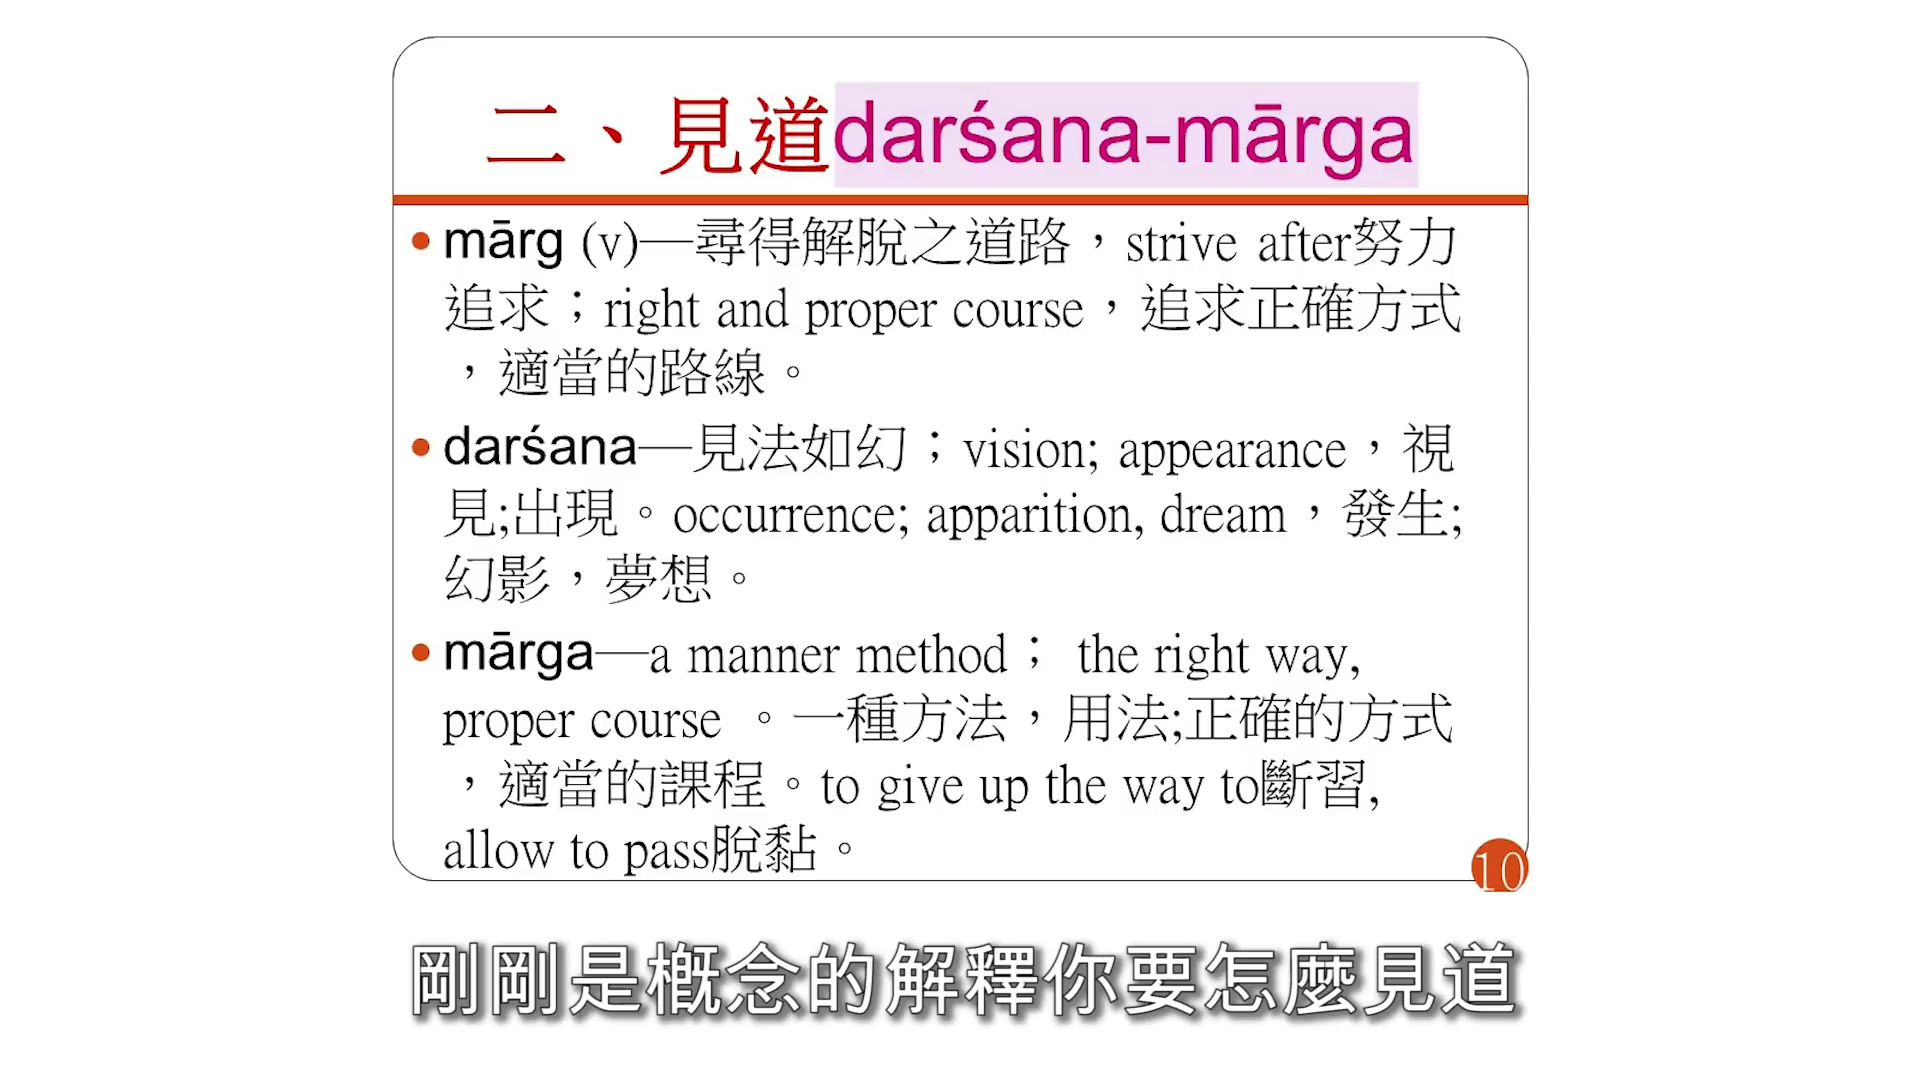 二、見道darśana-mārga
mārg (v)—尋得解脫之道路，strive after努力
追求；right and proper course，追求正確方式
，適當的路線。
darśana—見法如幻；vision; appearance，視
見;出現。occurrence; apparition, dream，發生;
幻影，夢想。
mārga—a manner method； the right way,
proper course 。一種方法，用法;正確的方式
，適當的課程。to give up the way to斷習,
allow to pass脫黏。
10
剛剛是概念的解釋你要怎麼見道